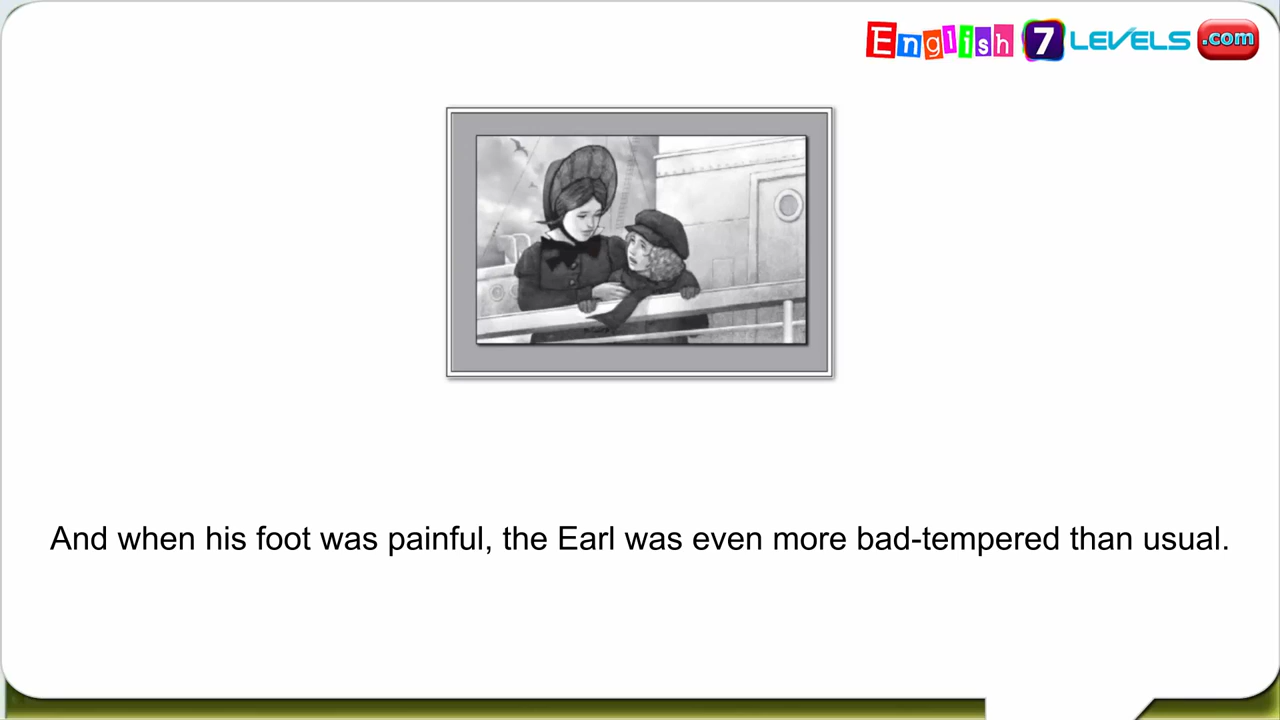 English 7 LEVELS .com
And when his foot was painful, the Earl was even more bad-tempered than usual.